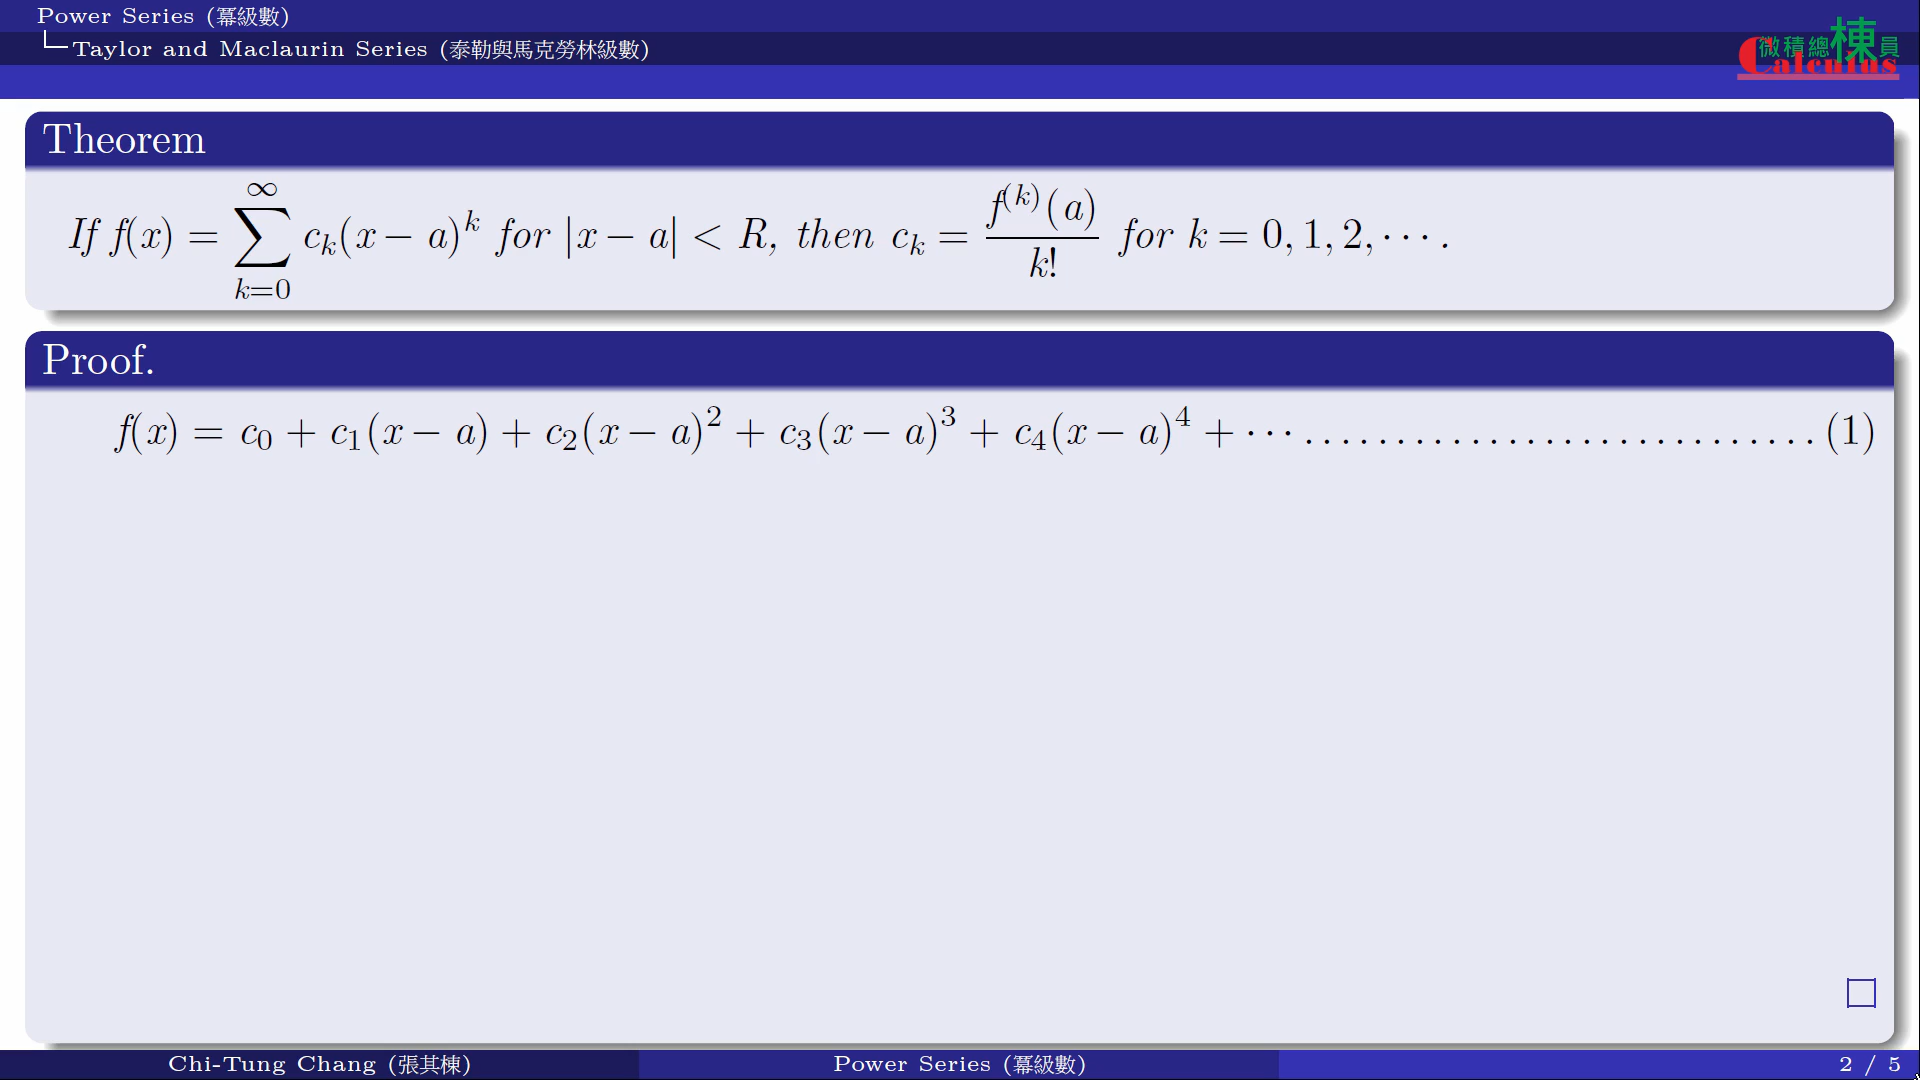 Power Series (冪級數)
Taylor and Maclaurin Series (泰勒與馬克勞林級數)
微積總棟員
Calculus
Theorem
If f(x) = \sum_{k=0}^{∞} c_k(x − a)^k for |x − a| < R, then c_k = \frac{f^{(k)}(a)}{k!} for k = 0, 1, 2, ⋯ .
Proof.
f(x) = c_0 + c_1(x − a) + c_2(x − a)^2 + c_3(x − a)^3 + c_4(x − a)^4 + ⋯ ............................(1)
□
Chi-Tung Chang (張其棟) Power Series (冪級數) 2 / 5